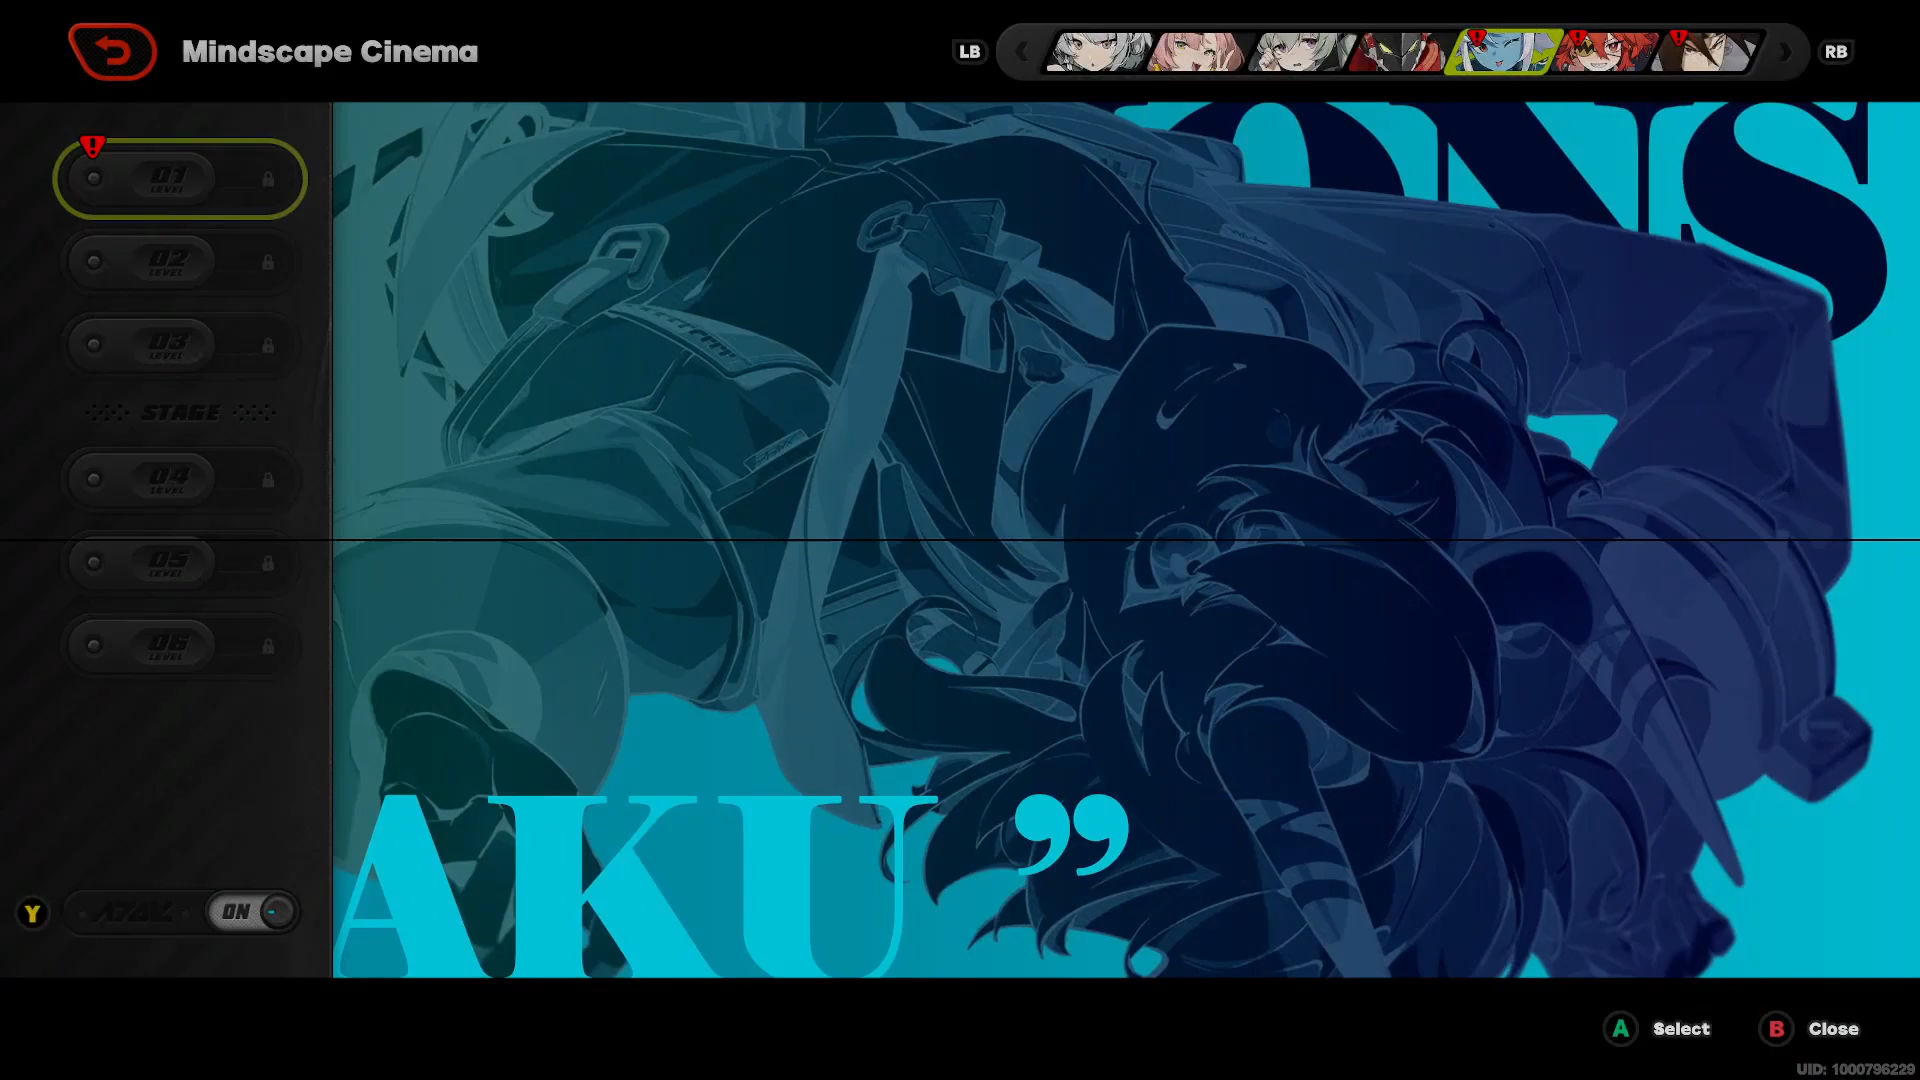 Mindscape Cinema
LB
RB
ONS
01
LEVEL
02
LEVEL
03
LEVEL
STAGE
04
LEVEL
05
LEVEL
06
LEVEL
AKU ”
Y
ON
A Select
B Close
UID: 1000796229